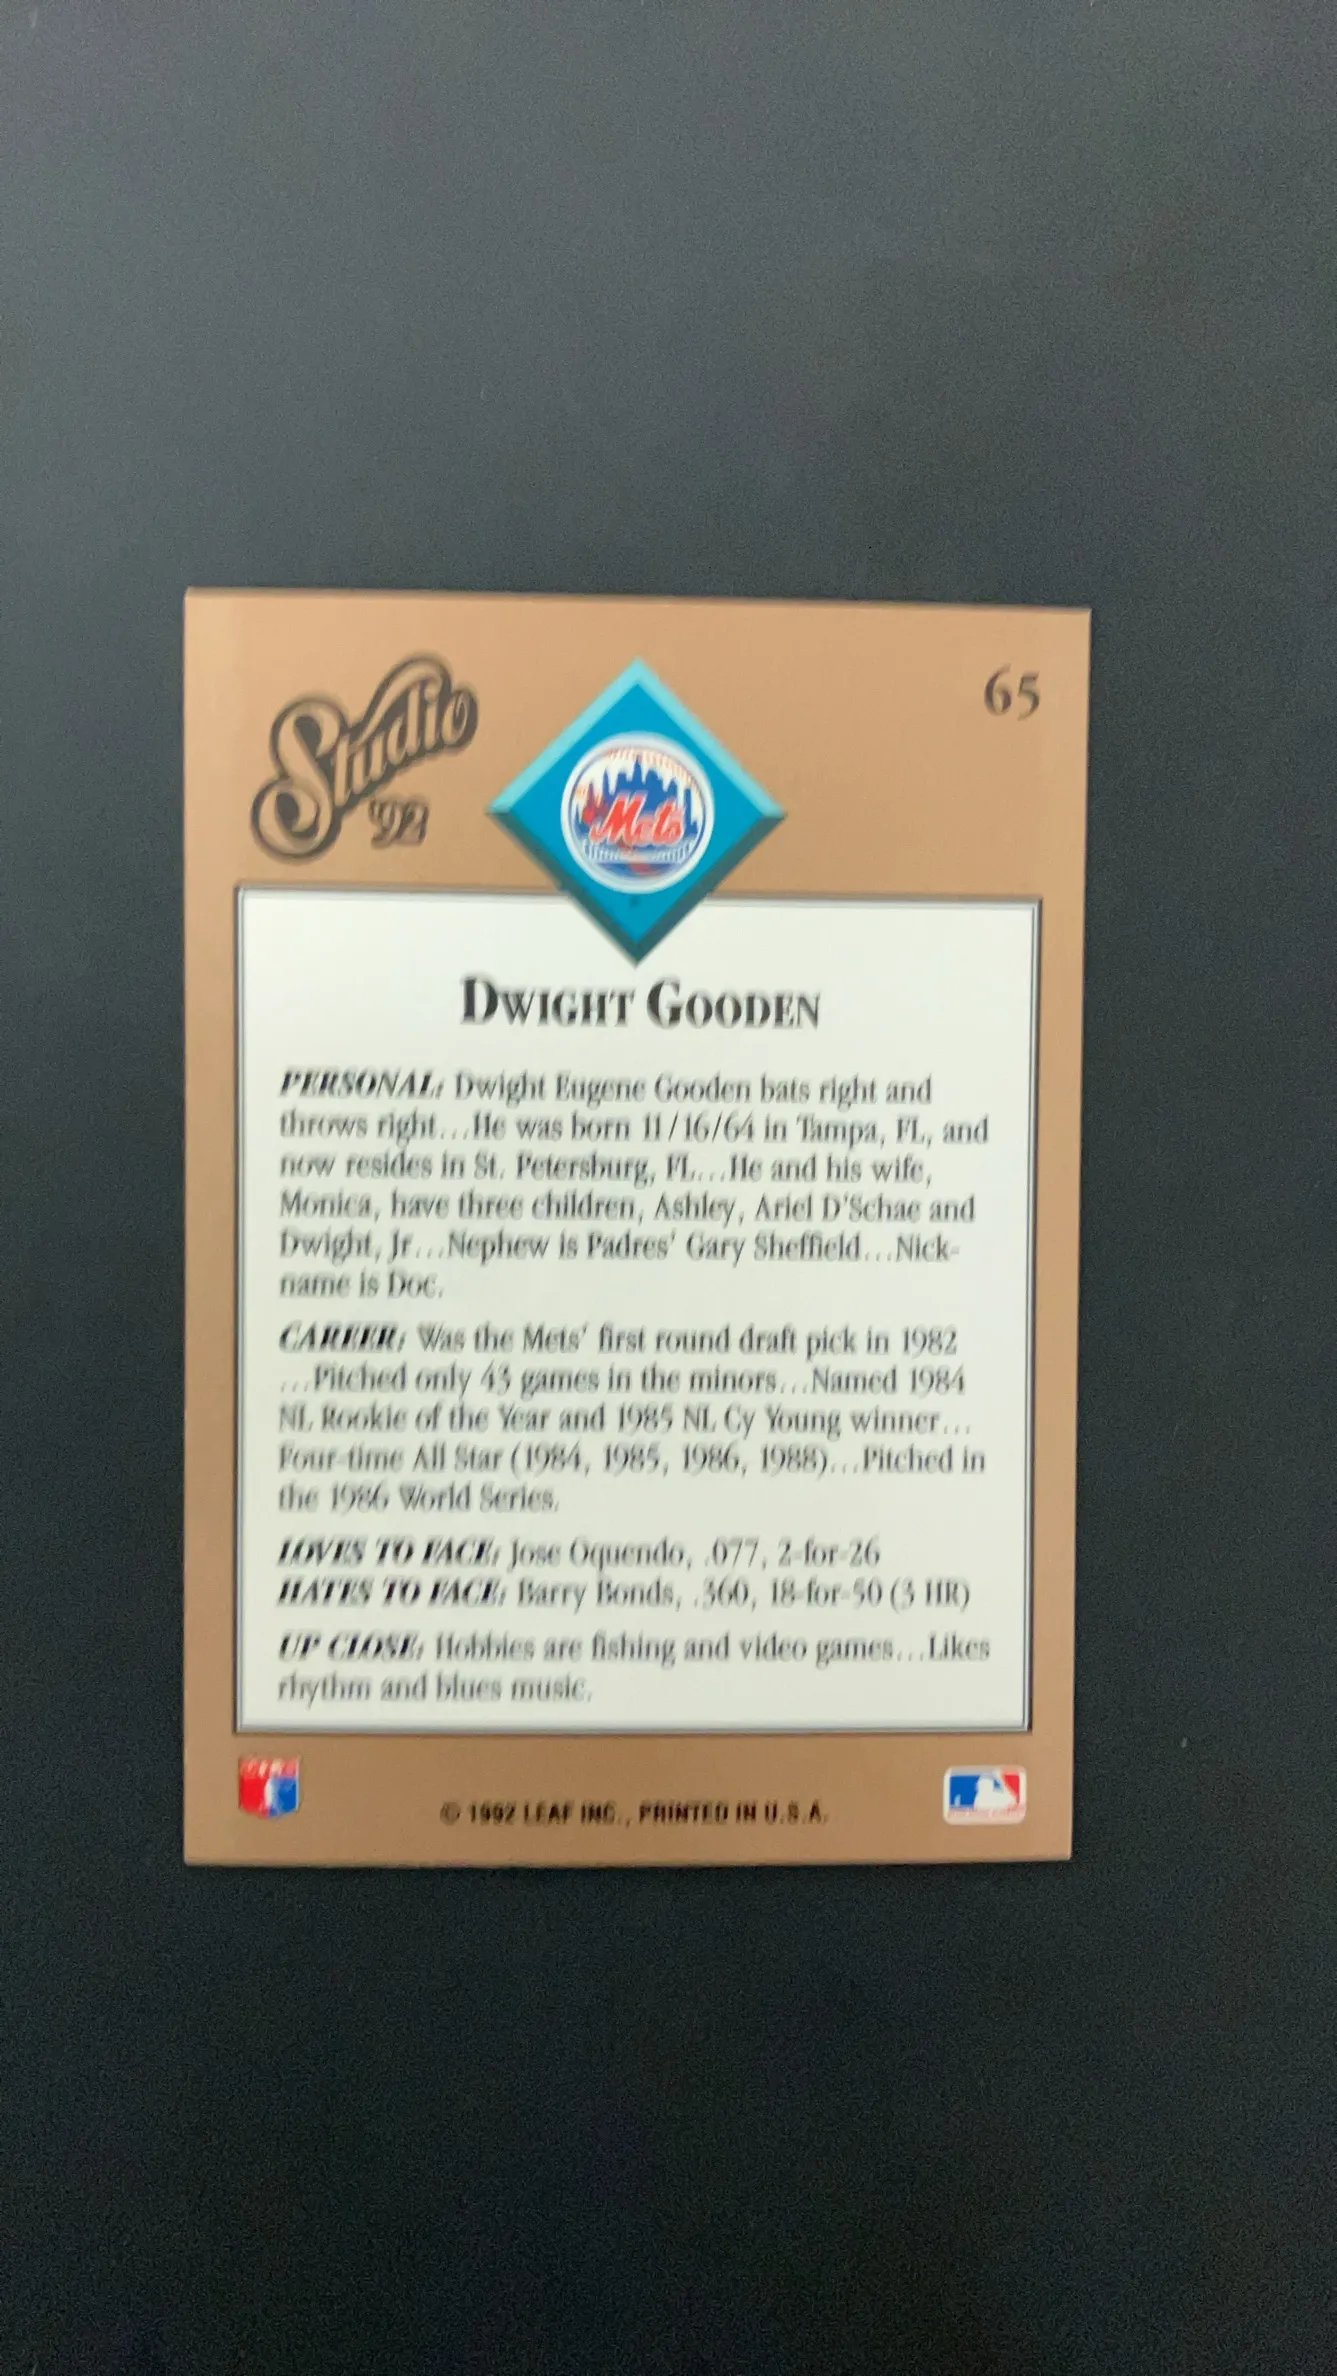 Studio
'92
65
Mets
DWIGHT GOODEN
PERSONAL: Dwight Eugene Gooden bats right and
throws right...He was born 11/16/64 in Tampa, FL, and
now resides in St. Petersburg, FL...He and his wife,
Monica, have three children, Ashley, Ariel D'Schae and
Dwight, Jr...Nephew is Padres' Gary Sheffield...Nick-
name is Doc.
CAREER: Was the Mets' first round draft pick in 1982
...Pitched only 43 games in the minors...Named 1984
NL Rookie of the Year and 1985 NL Cy Young winner...
Four-time All Star (1984, 1985, 1986, 1988)...Pitched in
the 1986 World Series.
LOVES TO FACE: Jose Oquendo, .077, 2-for-26
HATES TO FACE: Barry Bonds, .360, 18-for-50 (3 HR)
UP CLOSE: Hobbies are fishing and video games...Likes
rhythm and blues music.
© 1992 LEAF INC., PRINTED IN U.S.A.